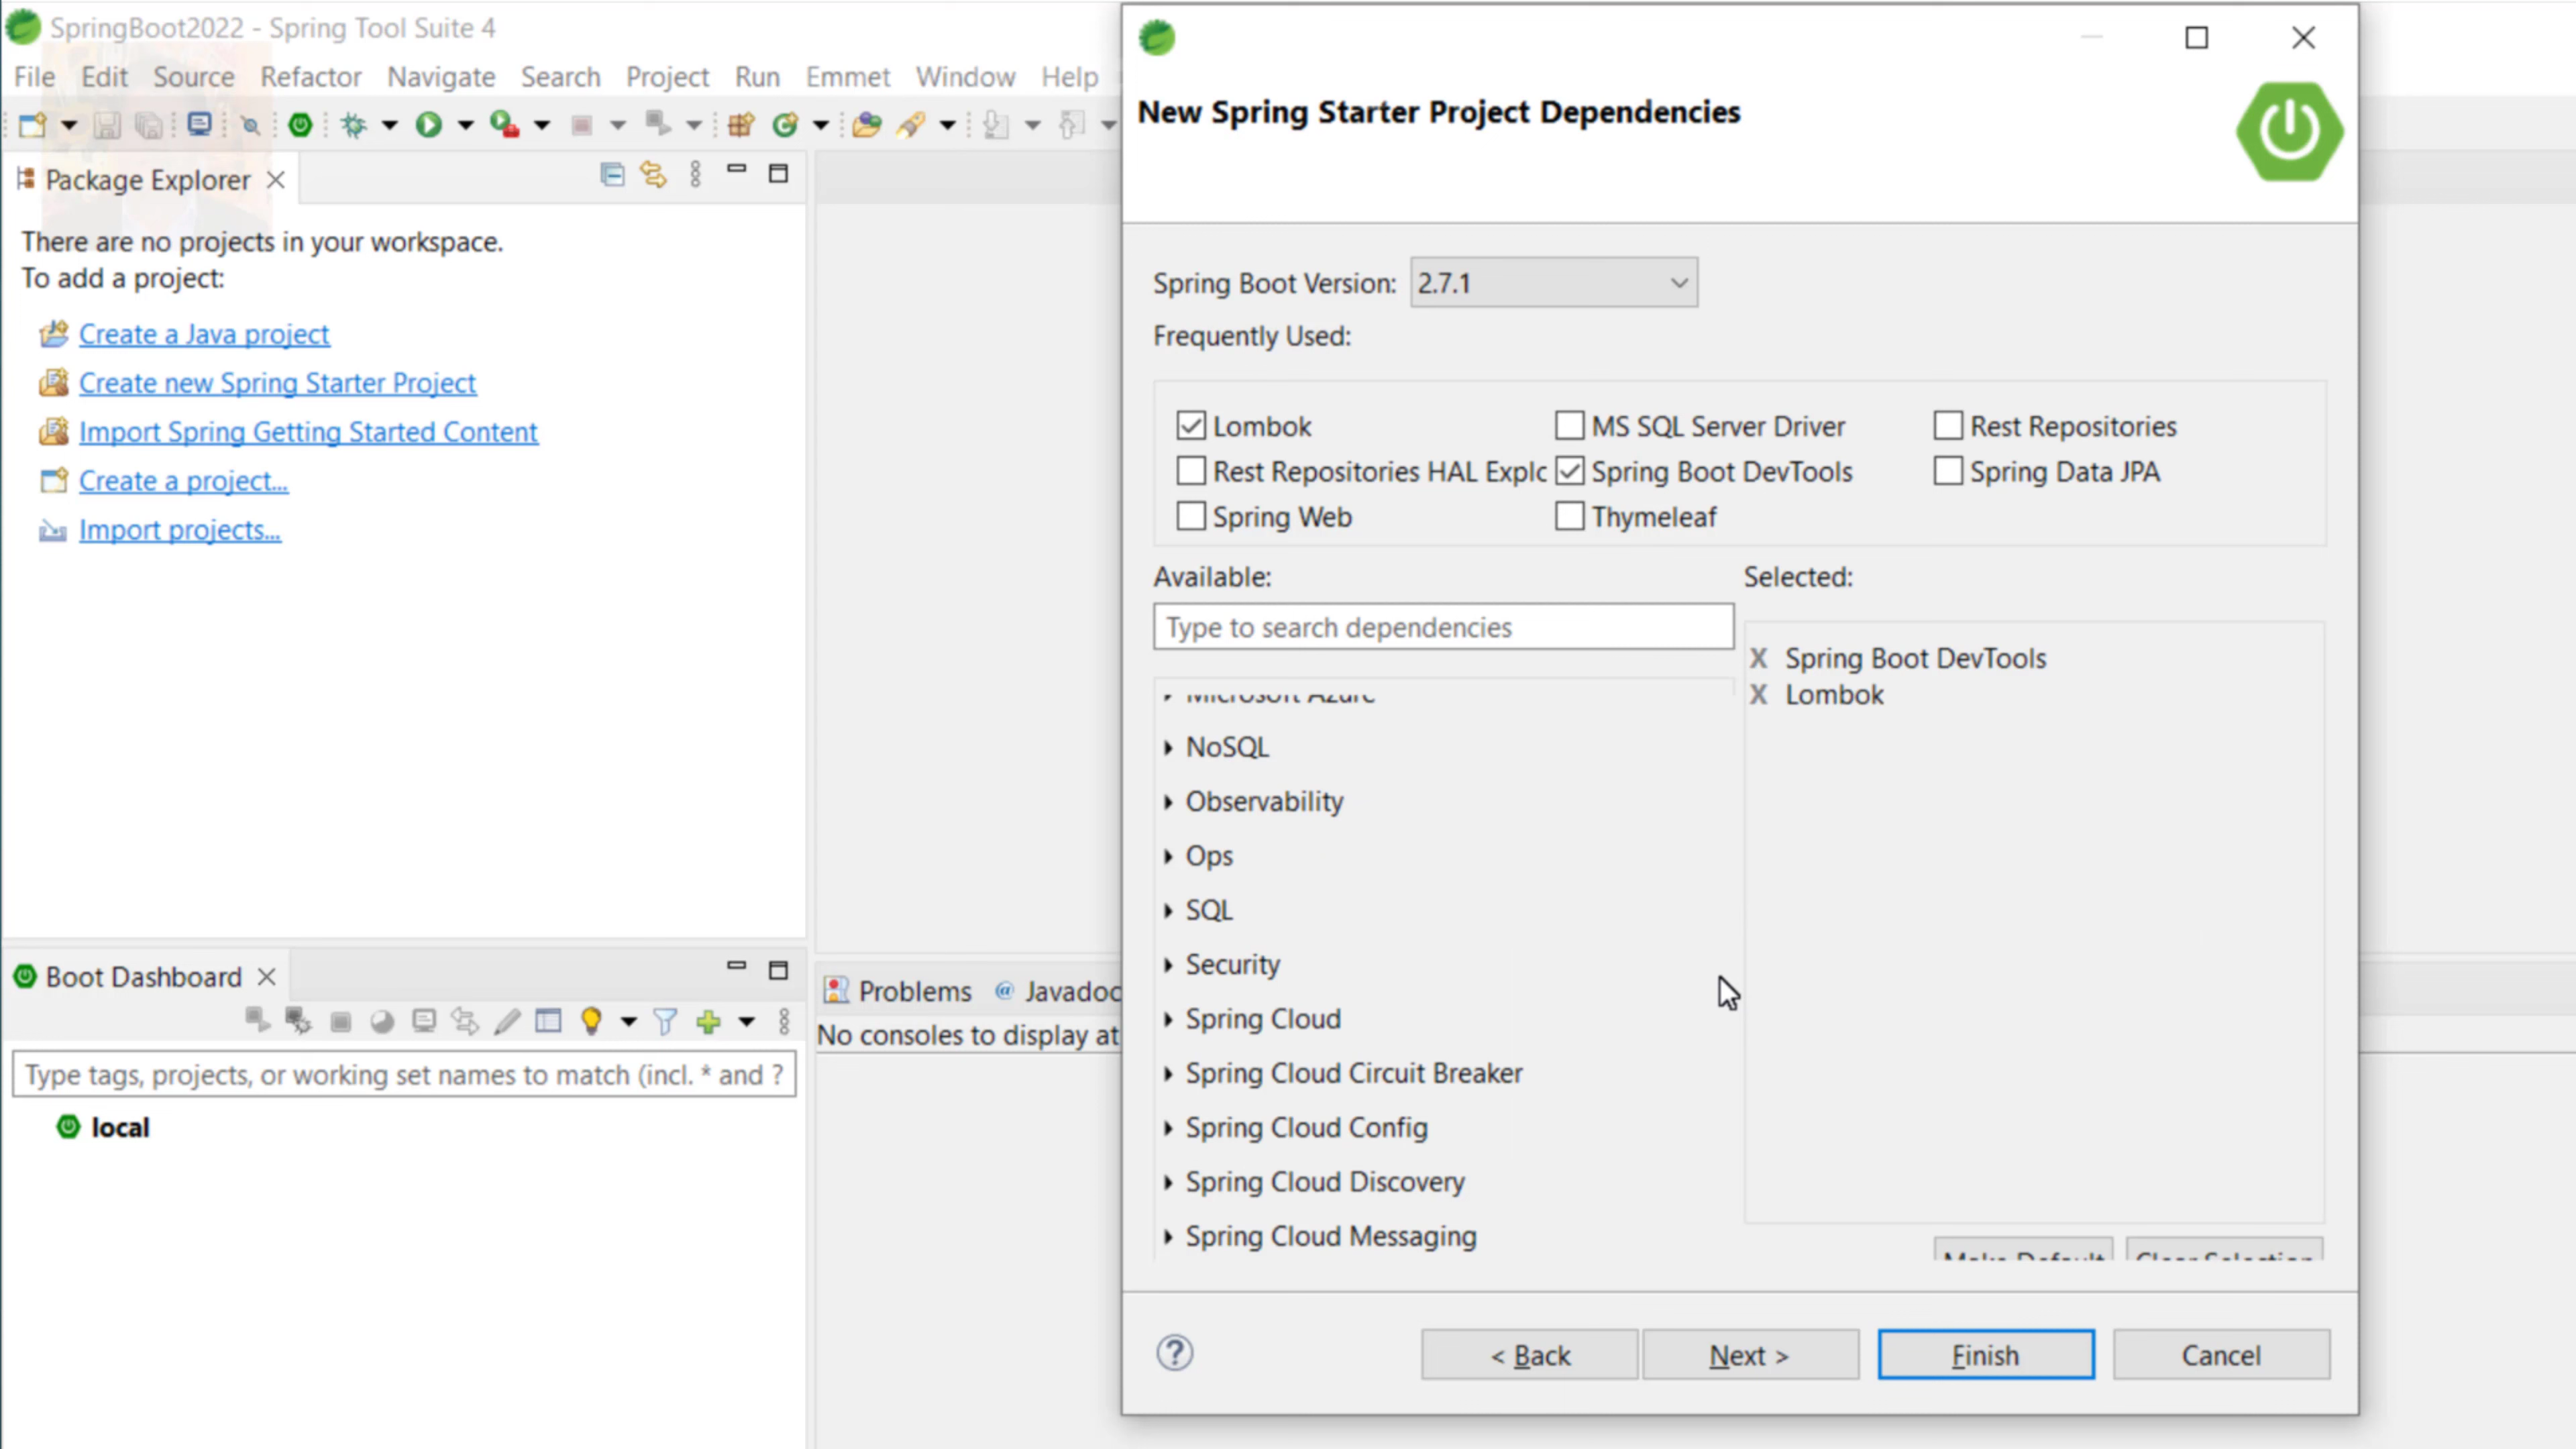 SpringBoot2022 - Spring Tool Suite 4
File Edit Source Refactor Navigate Search Project Run Emmet Window Help
Package Explorer
There are no projects in your workspace.
To add a project:
Create a Java project
Create new Spring Starter Project
Import Spring Getting Started Content
Create a project...
Import projects...
Boot Dashboard
Type tags, projects, or working set names to match (incl. * and ?
local
Problems @ Javadoc
No consoles to display at
New Spring Starter Project Dependencies
Spring Boot Version: 2.7.1
Frequently Used:
Lombok MS SQL Server Driver Rest Repositories
Rest Repositories HAL Explc Spring Boot DevTools Spring Data JPA
Spring Web Thymeleaf
Available: Selected:
Type to search dependencies
X Spring Boot DevTools
X Lombok
Microsoft Azure
NoSQL
Observability
Ops
SQL
Security
Spring Cloud
Spring Cloud Circuit Breaker
Spring Cloud Config
Spring Cloud Discovery
Spring Cloud Messaging
Make Default Clear Selection
? < Back Next > Finish Cancel